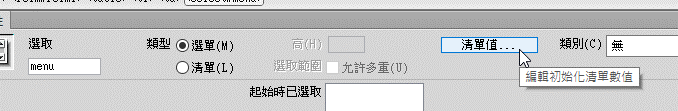 選取 類型 選單(M) 高(H) 清單值... 類別(C) 無
menu 清單(L) 選取範圍 允許多重(U) 編輯初始化清單數值
起始時已選取